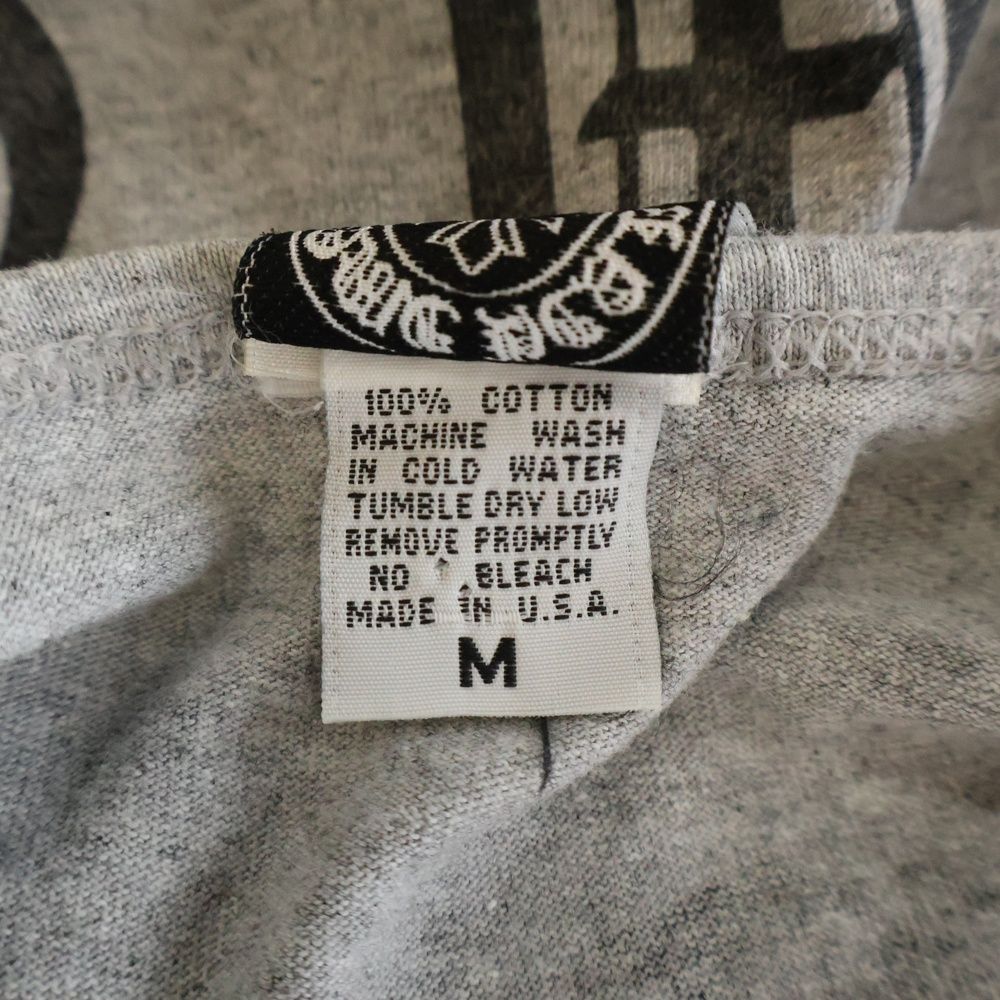 100% COTTON
MACHINE WASH
IN COLD WATER
TUMBLE DRY LOW
REMOVE PROMPTLY
NO BLEACH
MADE IN U.S.A.
M